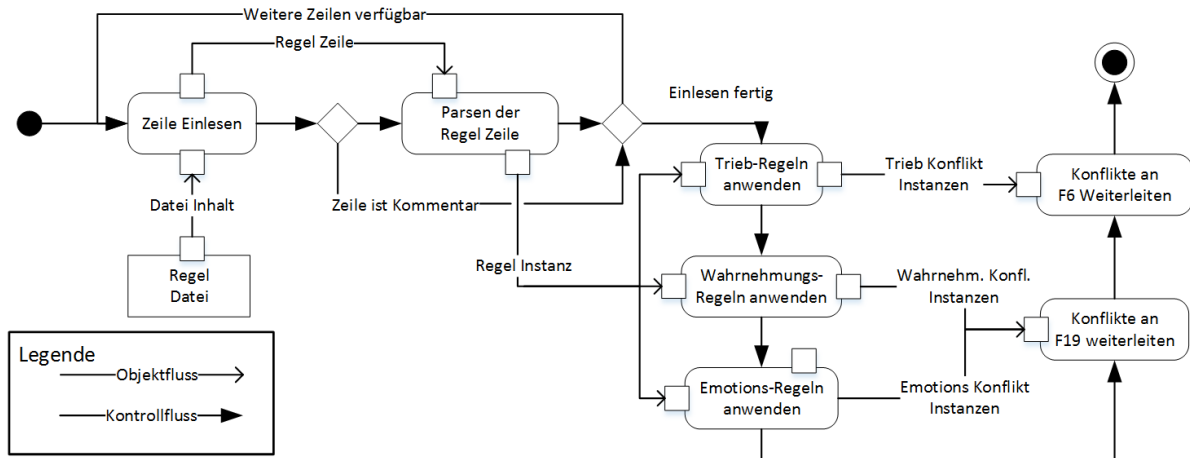 Weitere Zeilen verfügbar
Regel Zeile
Zeile Einlesen
Parsen der
Regel Zeile
Einlesen fertig
Datei Inhalt
Zeile ist Kommentar
Regel
Datei
Regel Instanz
Trieb-Regeln
anwenden
Trieb Konflikt
Instanzen
Konflikte an
F6 Weiterleiten
Wahrnehmungs-
Regeln anwenden
Wahrnehm. Konfl.
Instanzen
Konflikte an
F19 weiterleiten
Emotions-Regeln
anwenden
Emotions Konflikt
Instanzen
Legende
Objektfluss
Kontrollfluss